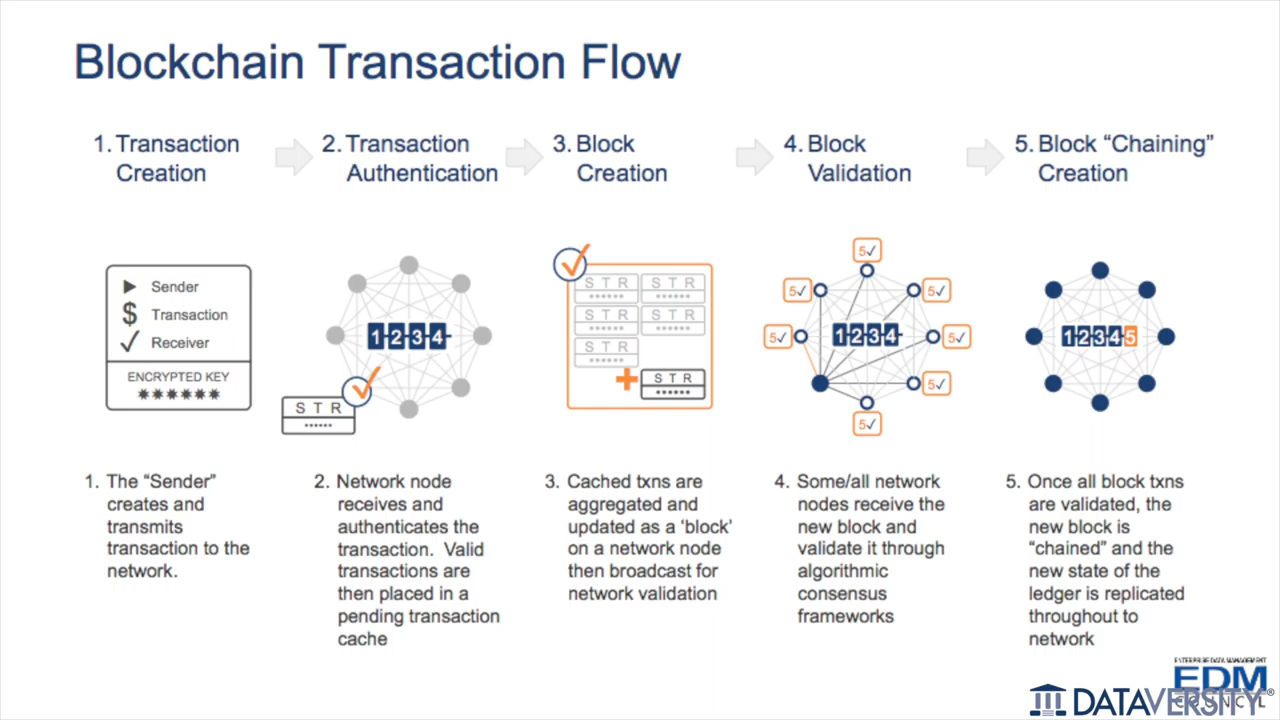 Blockchain Transaction Flow
1. Transaction
Creation
2. Transaction
Authentication
3. Block
Creation
4. Block
Validation
5. Block “Chaining”
Creation
Sender
$ Transaction
Receiver
ENCRYPTED KEY
✱✱✱✱✱✱
1-2-3-4-
S T R
••••••
S T R S T R
•••••• ••••••
S T R S T R
•••••• ••••••
S T R
••••••
+ S T R
••••••
5✓
5✓ 5✓
5✓ 1-2-3-4- 5✓
5✓
5✓
1-2-3-4-5
1. The “Sender”
creates and
transmits
transaction to the
network.
2. Network node
receives and
authenticates the
transaction. Valid
transactions are
then placed in a
pending transaction
cache
3. Cached txns are
aggregated and
updated as a ‘block’
on a network node
then broadcast for
network validation
4. Some/all network
nodes receive the
new block and
validate it through
algorithmic
consensus
frameworks
5. Once all block txns
are validated, the
new block is
“chained” and the
new state of the
ledger is replicated
throughout to
network
ENTERPRISE DATA MANAGEMENT
EDM
COUNCIL
DATAVERSITY®